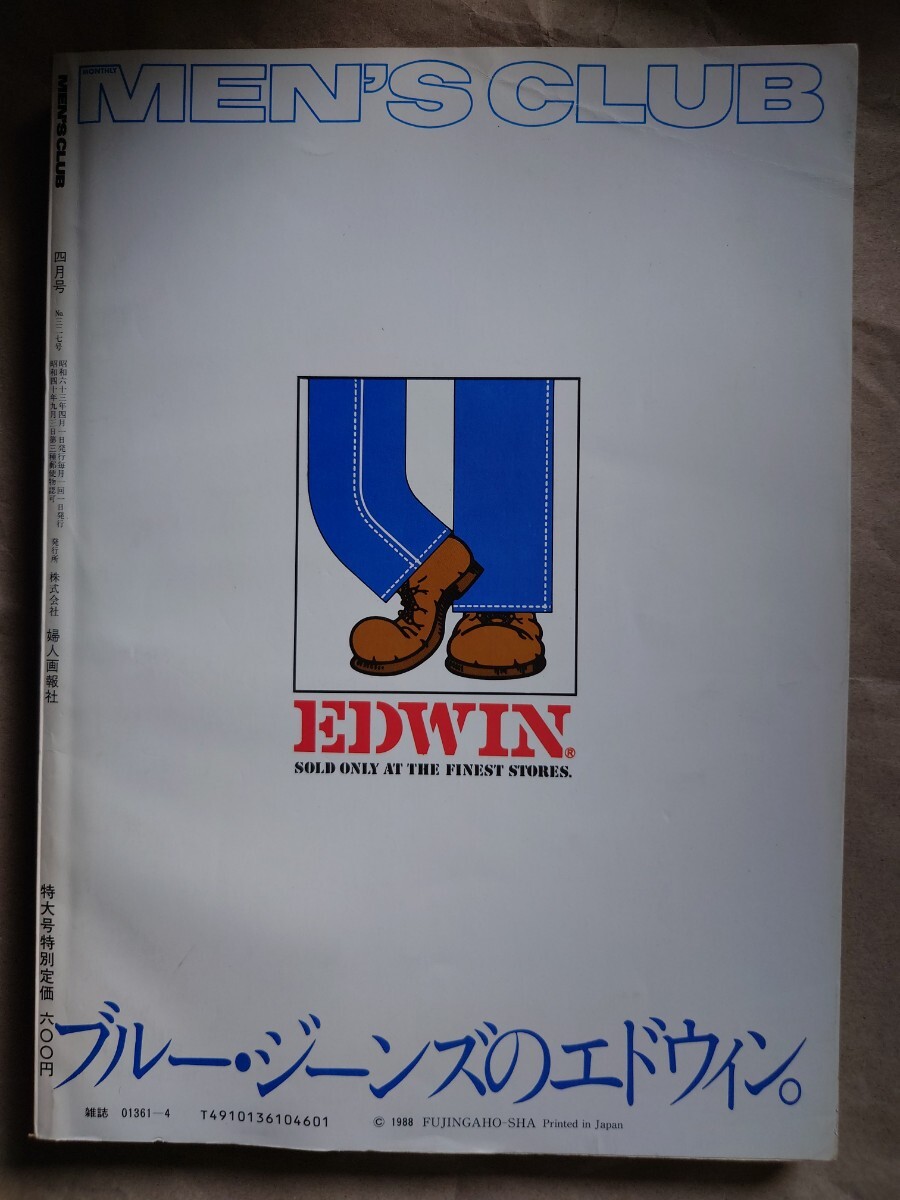 MONTHLY
MEN'S CLUB
EDWIN®
SOLD ONLY AT THE FINEST STORES.
ブルー・ジーンズのエドウィン。
雑誌 01361-4 T4910136104601 © 1988 FUJINGAHO-SHA Printed in Japan
MEN'S CLUB
四月号
No.三二七号
昭和六十三年四月一日発行毎月一回一日発行
昭和四十年九月三日第三種郵便物認可
発行所 株式会社 婦人画報社
特大号特別定価 六〇〇円